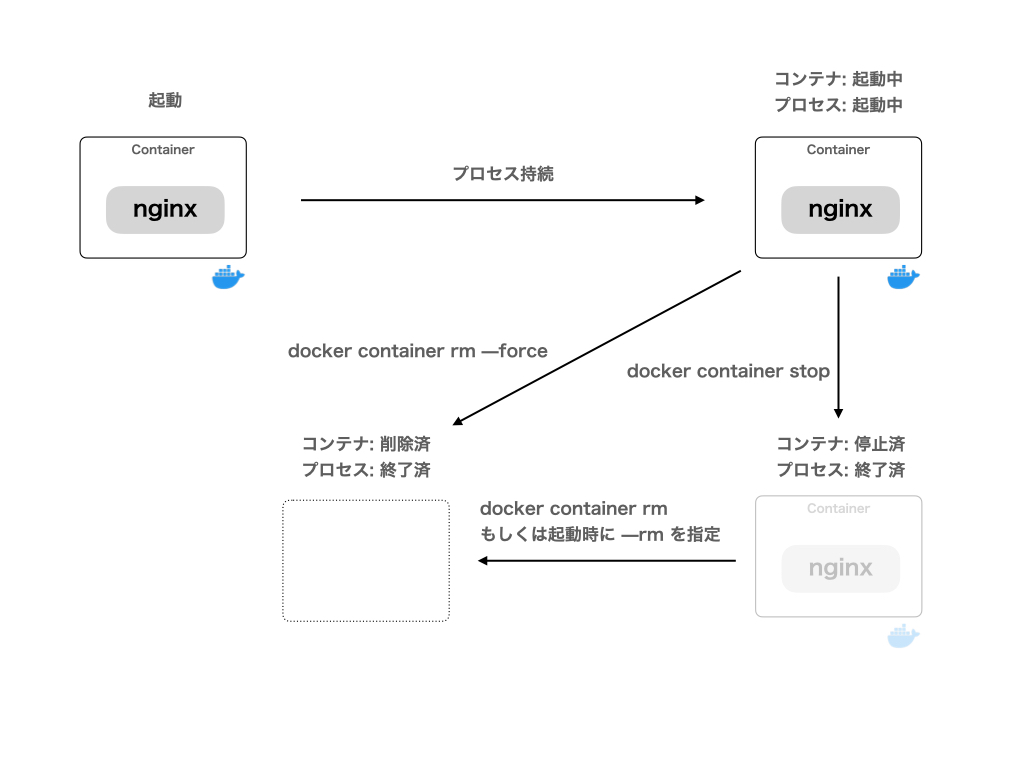 起動
コンテナ: 起動中
プロセス: 起動中
Container
nginx
プロセス持続
Container
nginx
docker container rm —force
docker container stop
コンテナ: 削除済
プロセス: 終了済
コンテナ: 停止済
プロセス: 終了済
docker container rm
もしくは起動時に —rm を指定
Container
nginx